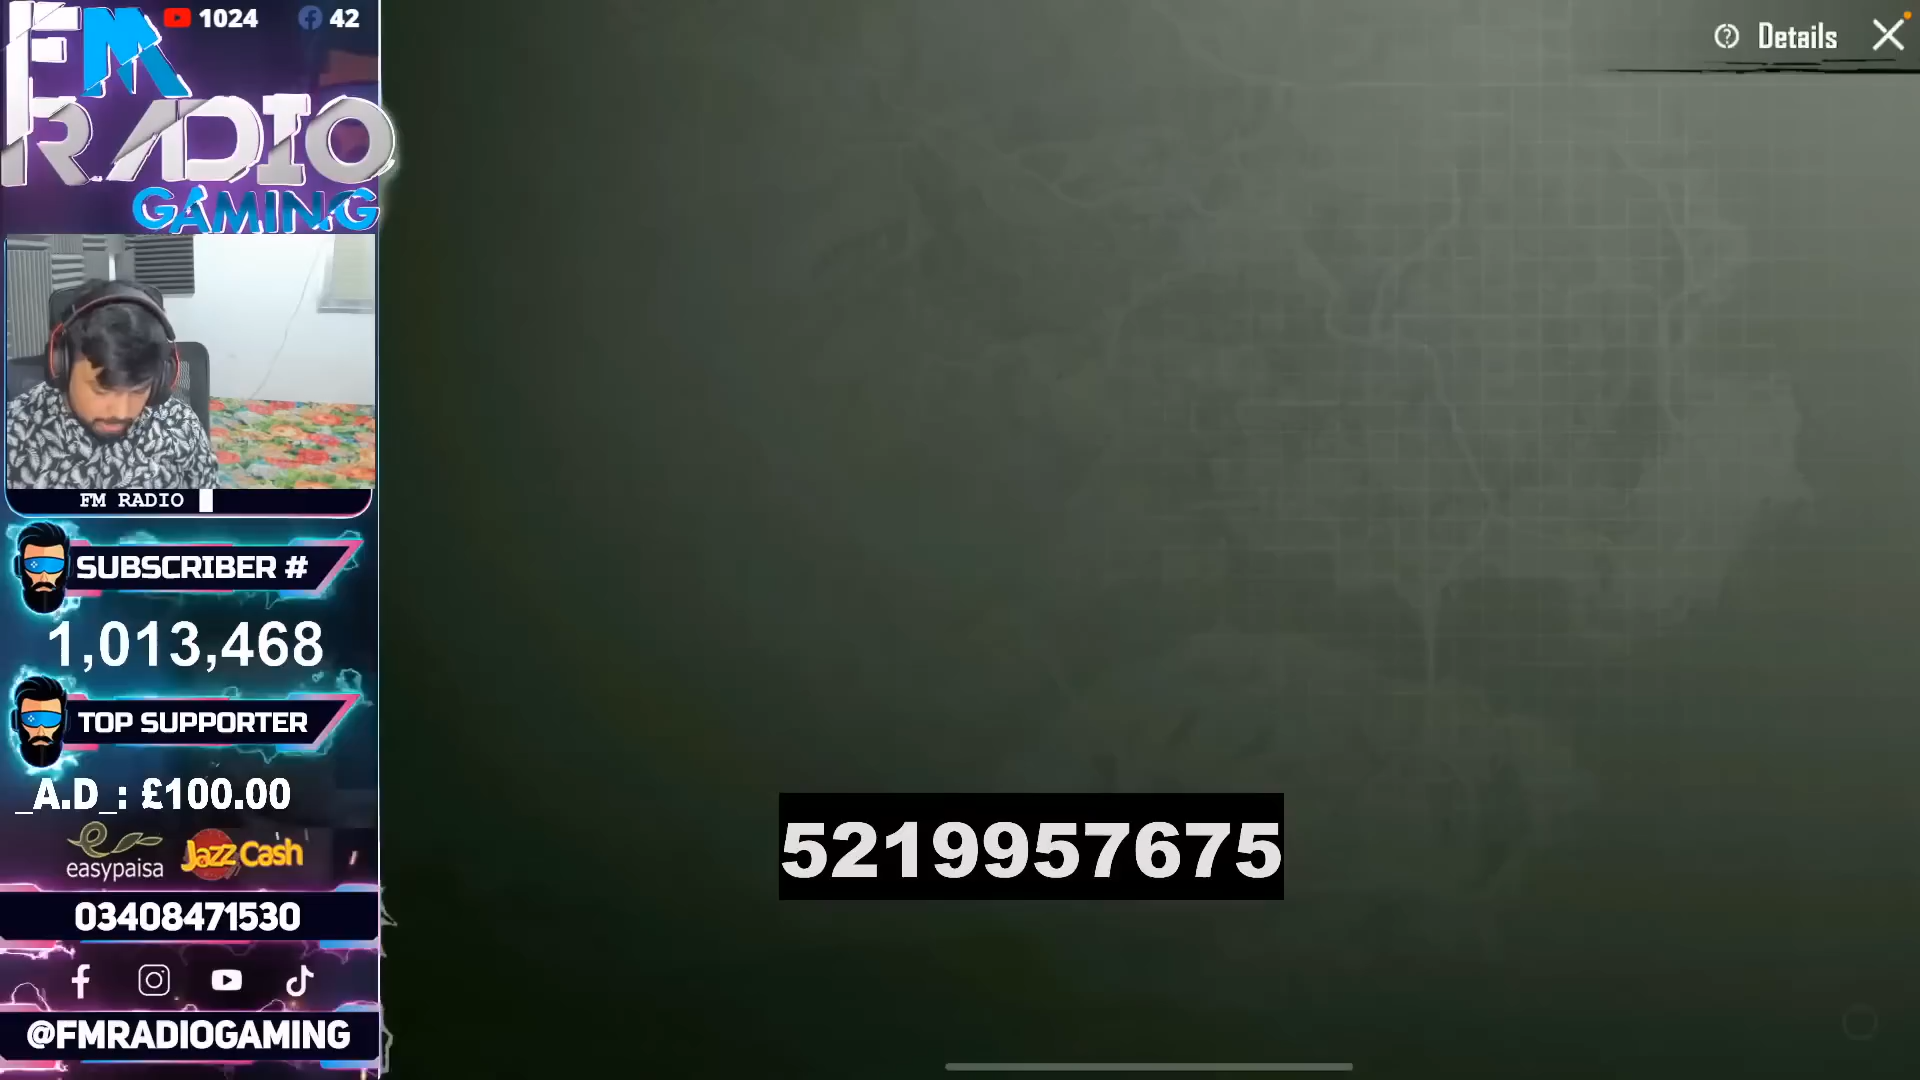 1024 42
FM
RADIO
GAMING
FM RADIO
SUBSCRIBER #
1,013,468
TOP SUPPORTER
_A.D_: £100.00
easypaisa JazzCash
03408471530
@FMRADIOGAMING
Details
5219957675